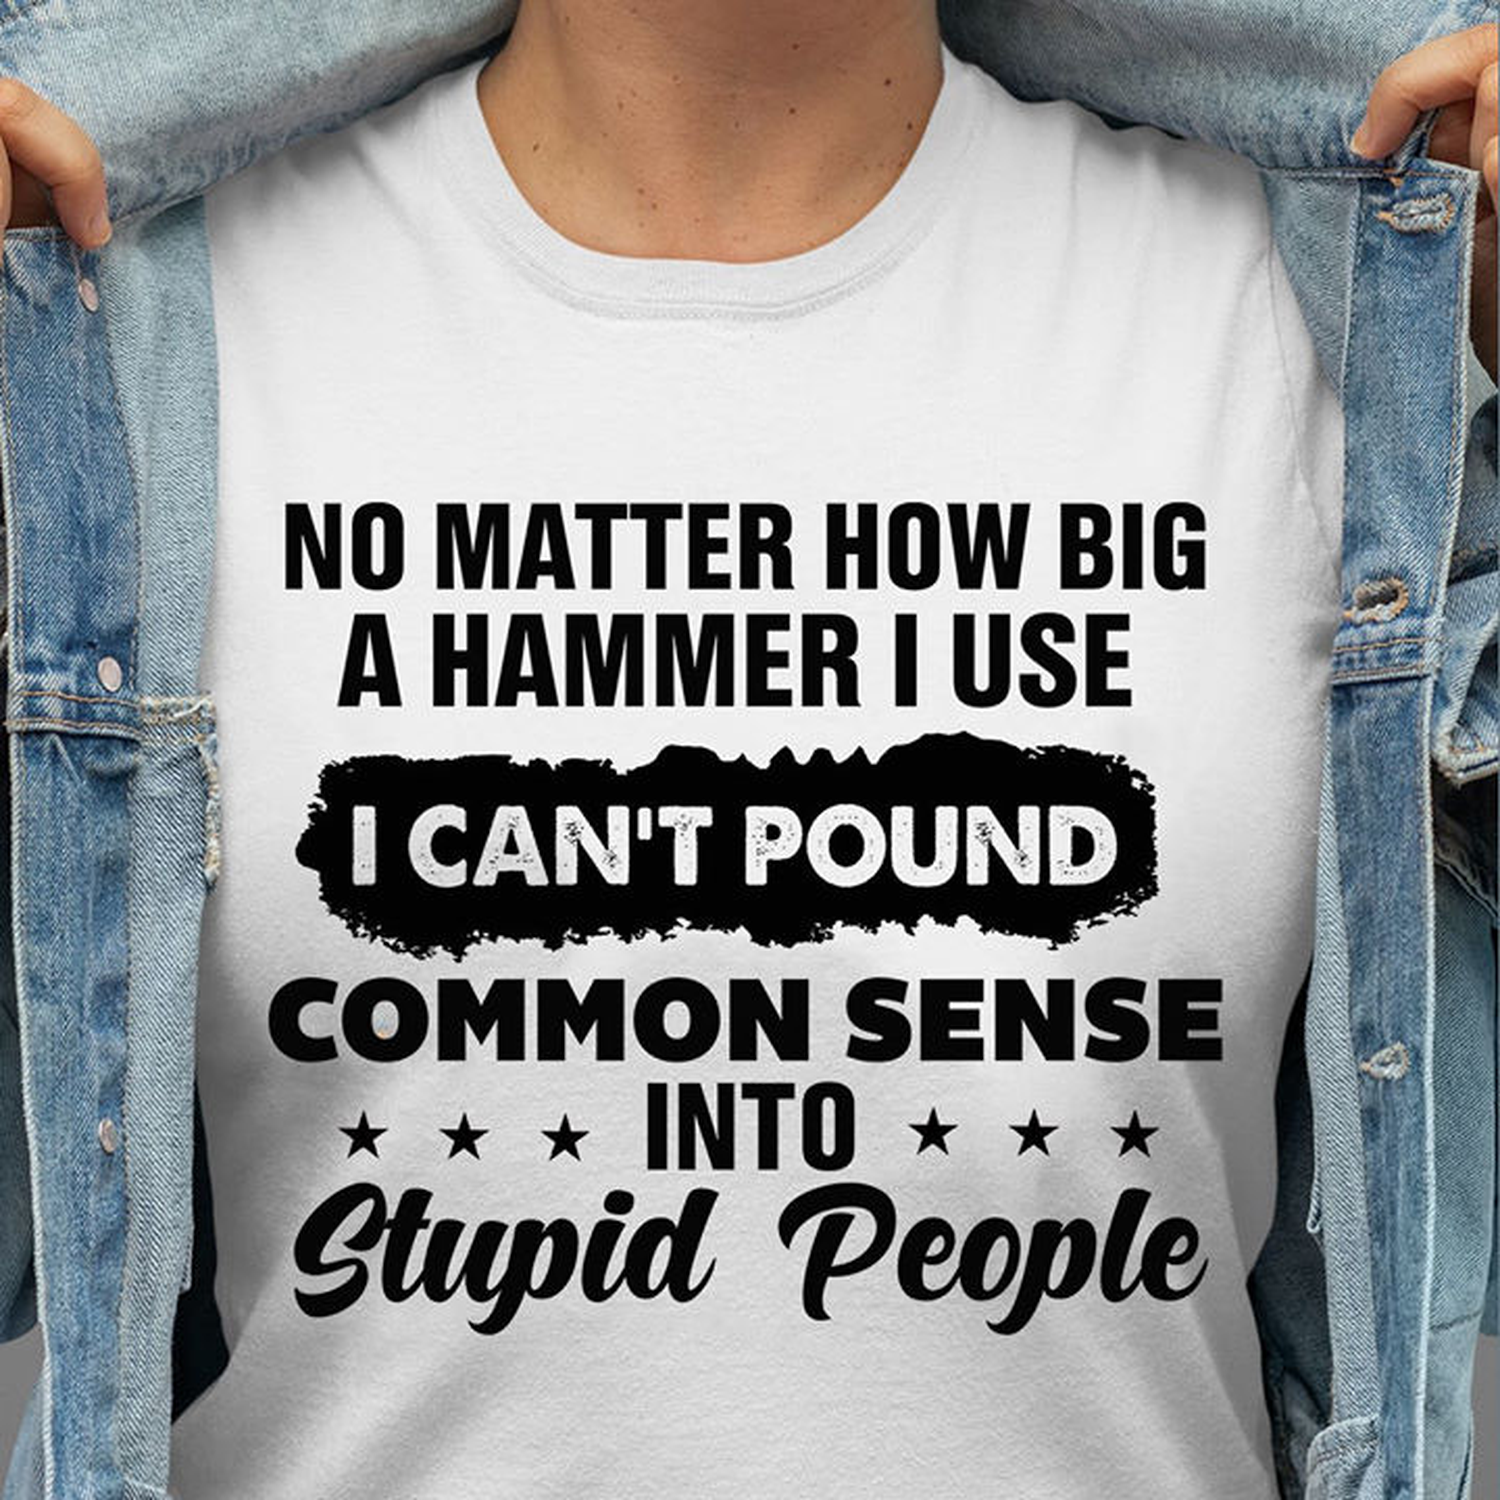 NO MATTER HOW BIG
A HAMMER I USE
I CAN'T POUND
COMMON SENSE
INTO
Stupid People